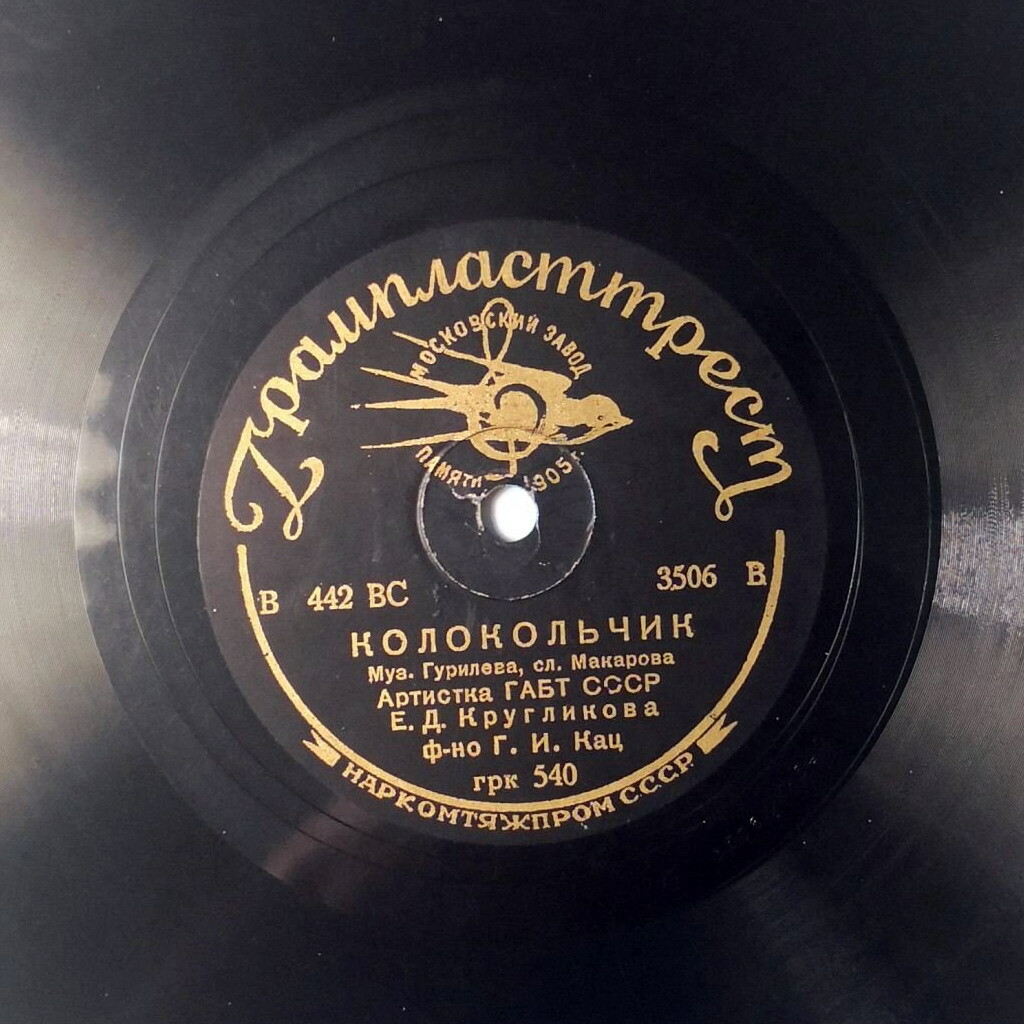 Грампласттрест
МОСКОВСКИЙ ЗАВОД
ПАМЯТИ 1905 г.
В 442 ВС
3506 В
КОЛОКОЛЬЧИК
Муз. Гурилева, сл. Макарова
Артистка ГАБТ СССР
Е. Д. Кругликова
ф-но Г. И. Кац
грк 540
НАРКОМТЯЖПРОМ СССР